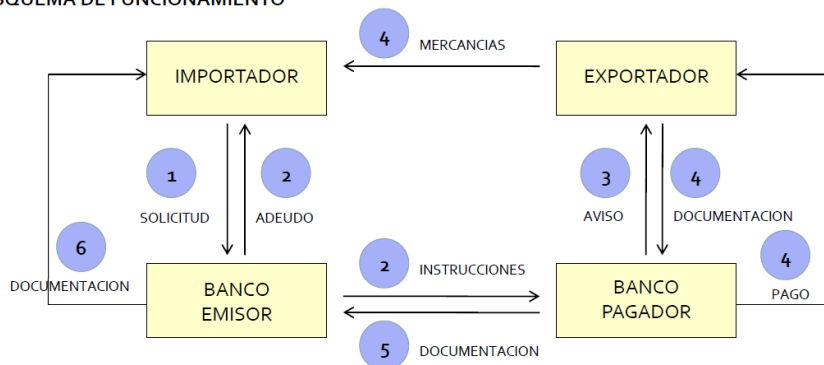 SQUEMA DE FUNCIONAMIENTO
4 MERCANCIAS
IMPORTADOR
EXPORTADOR
1
2
3
4
SOLICITUD
ADEUDO
AVISO
DOCUMENTACION
6
DOCUMENTACION
2 INSTRUCCIONES
4
PAGO
BANCO
EMISOR
BANCO
PAGADOR
5 DOCUMENTACION